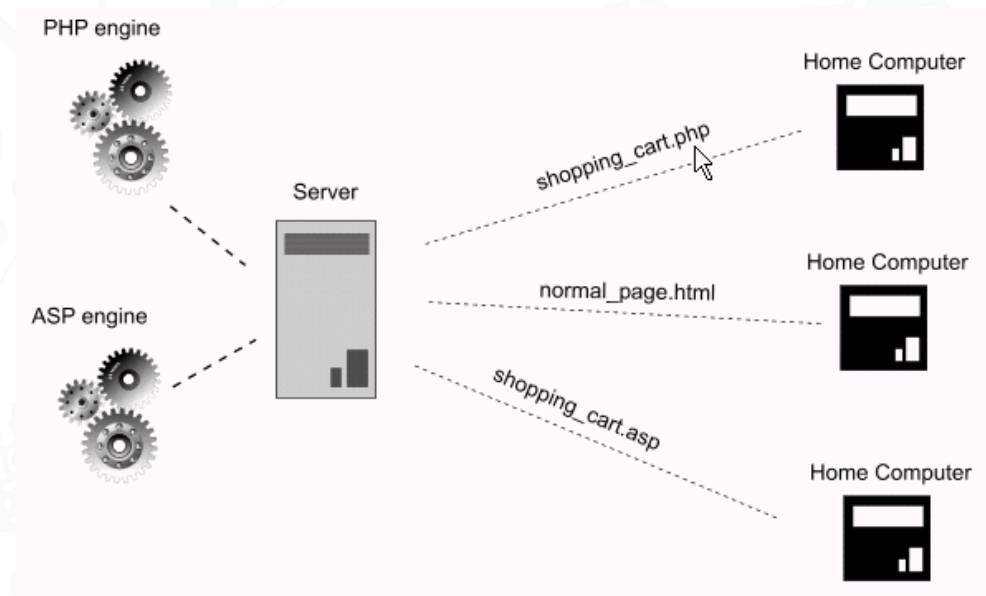 PHP engine
Home Computer
shopping_cart.php
Server
Home Computer
normal_page.html
ASP engine
shopping_cart.asp
Home Computer